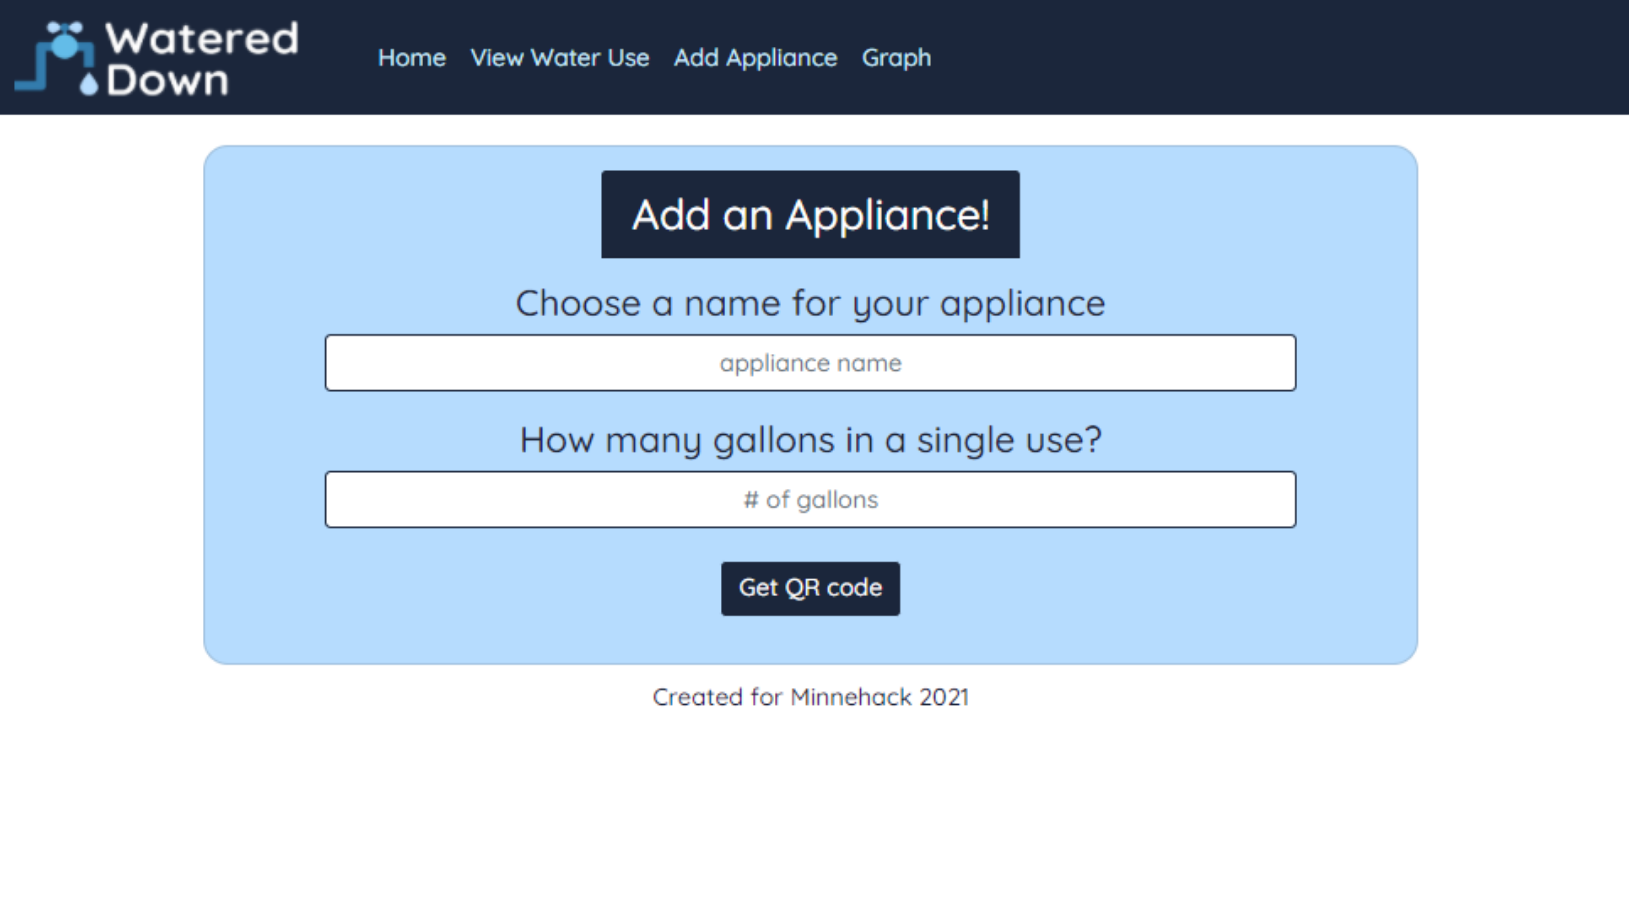 Watered
Down
Home View Water Use Add Appliance Graph
Add an Appliance!
Choose a name for your appliance
appliance name
How many gallons in a single use?
# of gallons
Get QR code
Created for Minnehack 2021